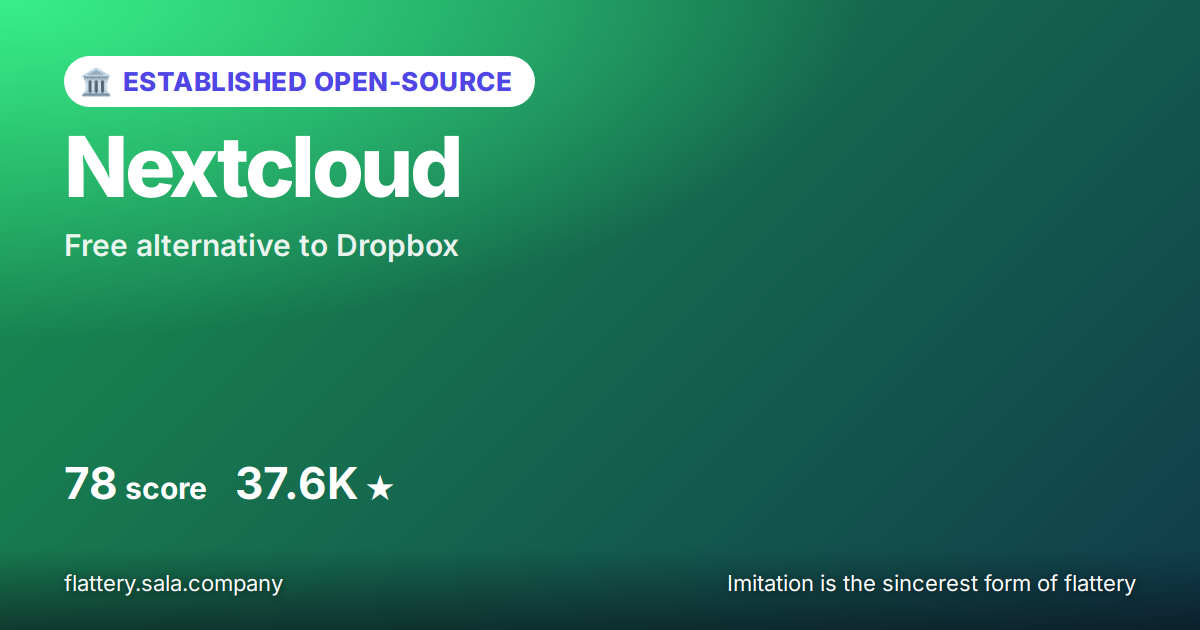 🏛️ ESTABLISHED OPEN-SOURCE
Nextcloud
Free alternative to Dropbox
78 score 37.6K ★
flattery.sala.company
Imitation is the sincerest form of flattery